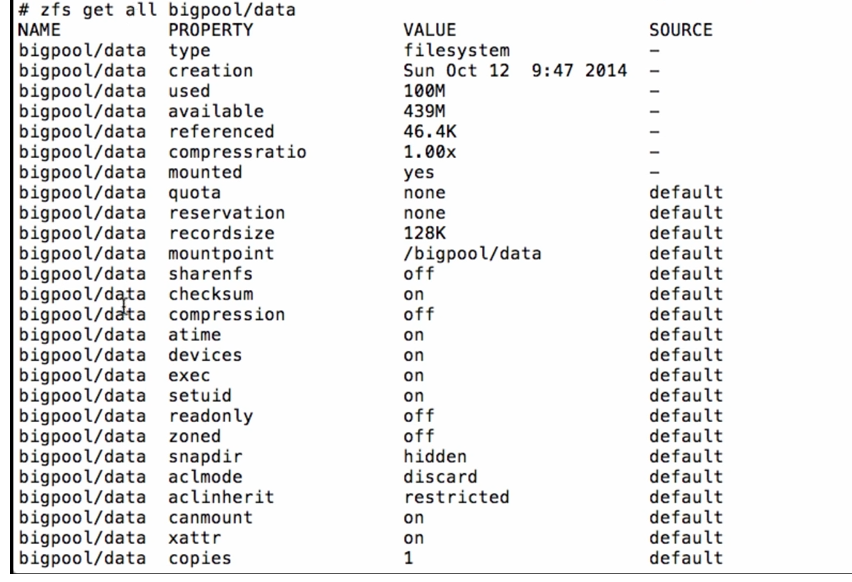 # zfs get all bigpool/data
NAME PROPERTY VALUE SOURCE
bigpool/data type filesystem –
bigpool/data creation Sun Oct 12 9:47 2014 –
bigpool/data used 100M –
bigpool/data available 439M –
bigpool/data referenced 46.4K –
bigpool/data compressratio 1.00x –
bigpool/data mounted yes –
bigpool/data quota none default
bigpool/data reservation none default
bigpool/data recordsize 128K default
bigpool/data mountpoint /bigpool/data default
bigpool/data sharenfs off default
bigpool/data checksum on default
bigpool/data compression off default
bigpool/data atime on default
bigpool/data devices on default
bigpool/data exec on default
bigpool/data setuid on default
bigpool/data readonly off default
bigpool/data zoned off default
bigpool/data snapdir hidden default
bigpool/data aclmode discard default
bigpool/data aclinherit restricted default
bigpool/data canmount on default
bigpool/data xattr on default
bigpool/data copies 1 default